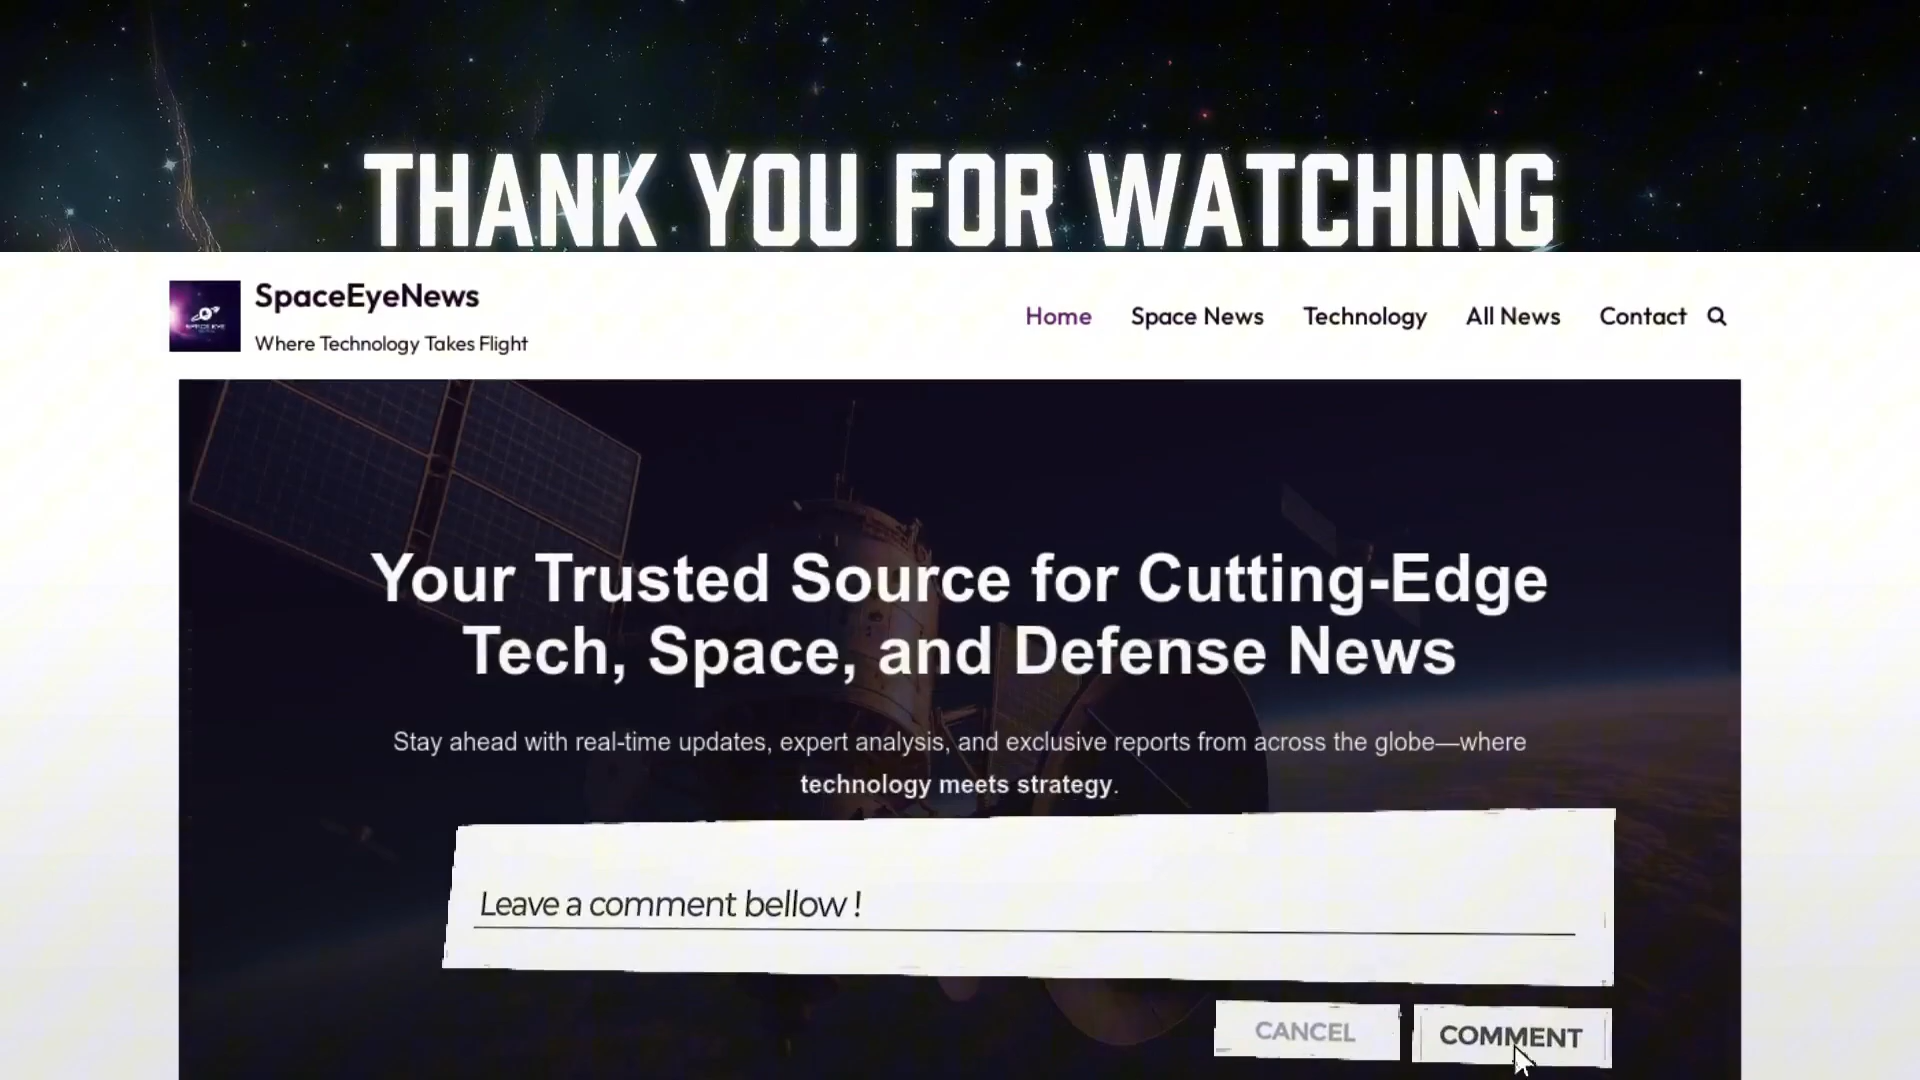 THANK YOU FOR WATCHING
SpaceEyeNews
Where Technology Takes Flight
Home
Space News
Technology
All News
Contact
Your Trusted Source for Cutting-Edge
Tech, Space, and Defense News
Stay ahead with real-time updates, expert analysis, and exclusive reports from across the globe—where
technology meets strategy.
Leave a comment bellow !
CANCEL
COMMENT